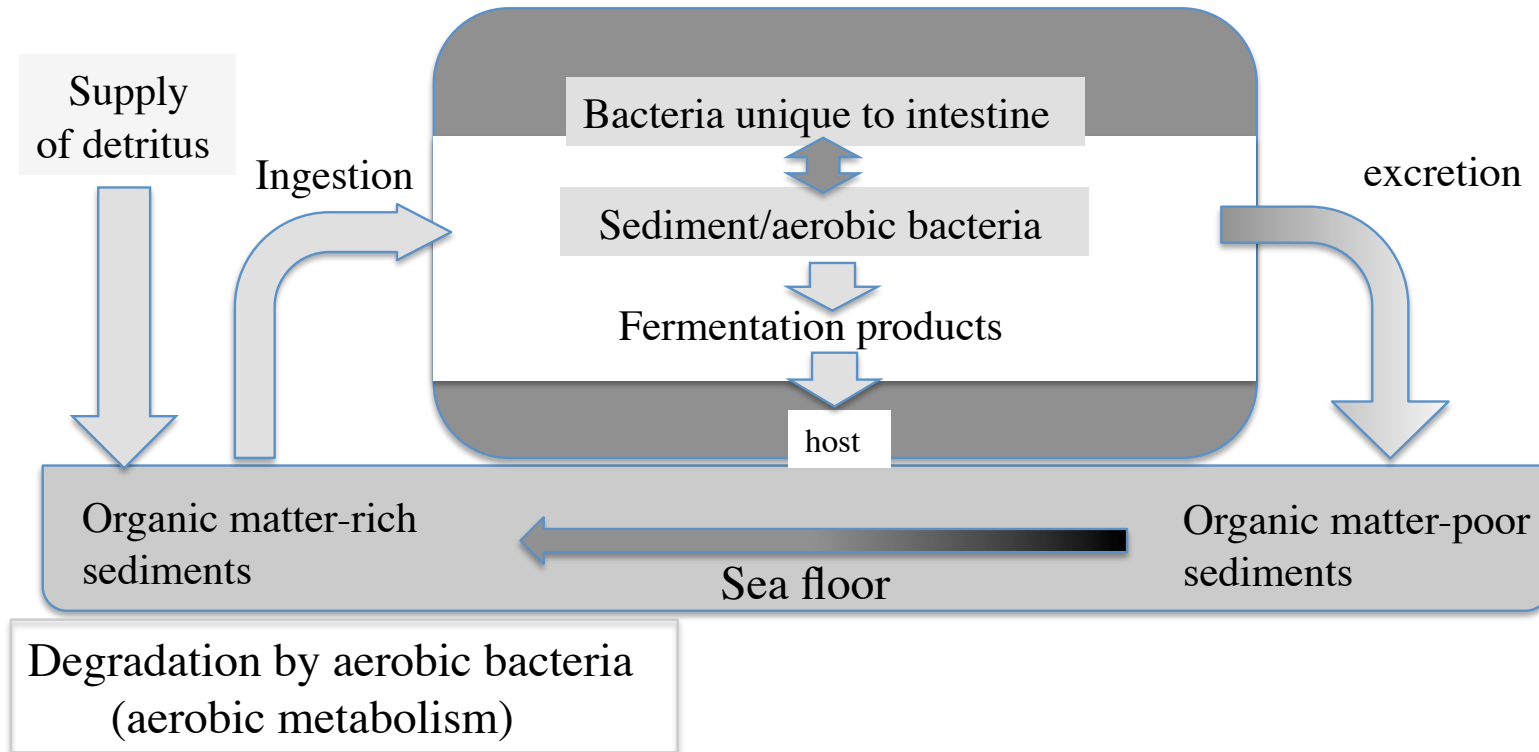 Supply
of detritus
Ingestion
Bacteria unique to intestine
Sediment/aerobic bacteria
Fermentation products
host
excretion
Organic matter-rich
sediments
Sea floor
Organic matter-poor
sediments
Degradation by aerobic bacteria
(aerobic metabolism)